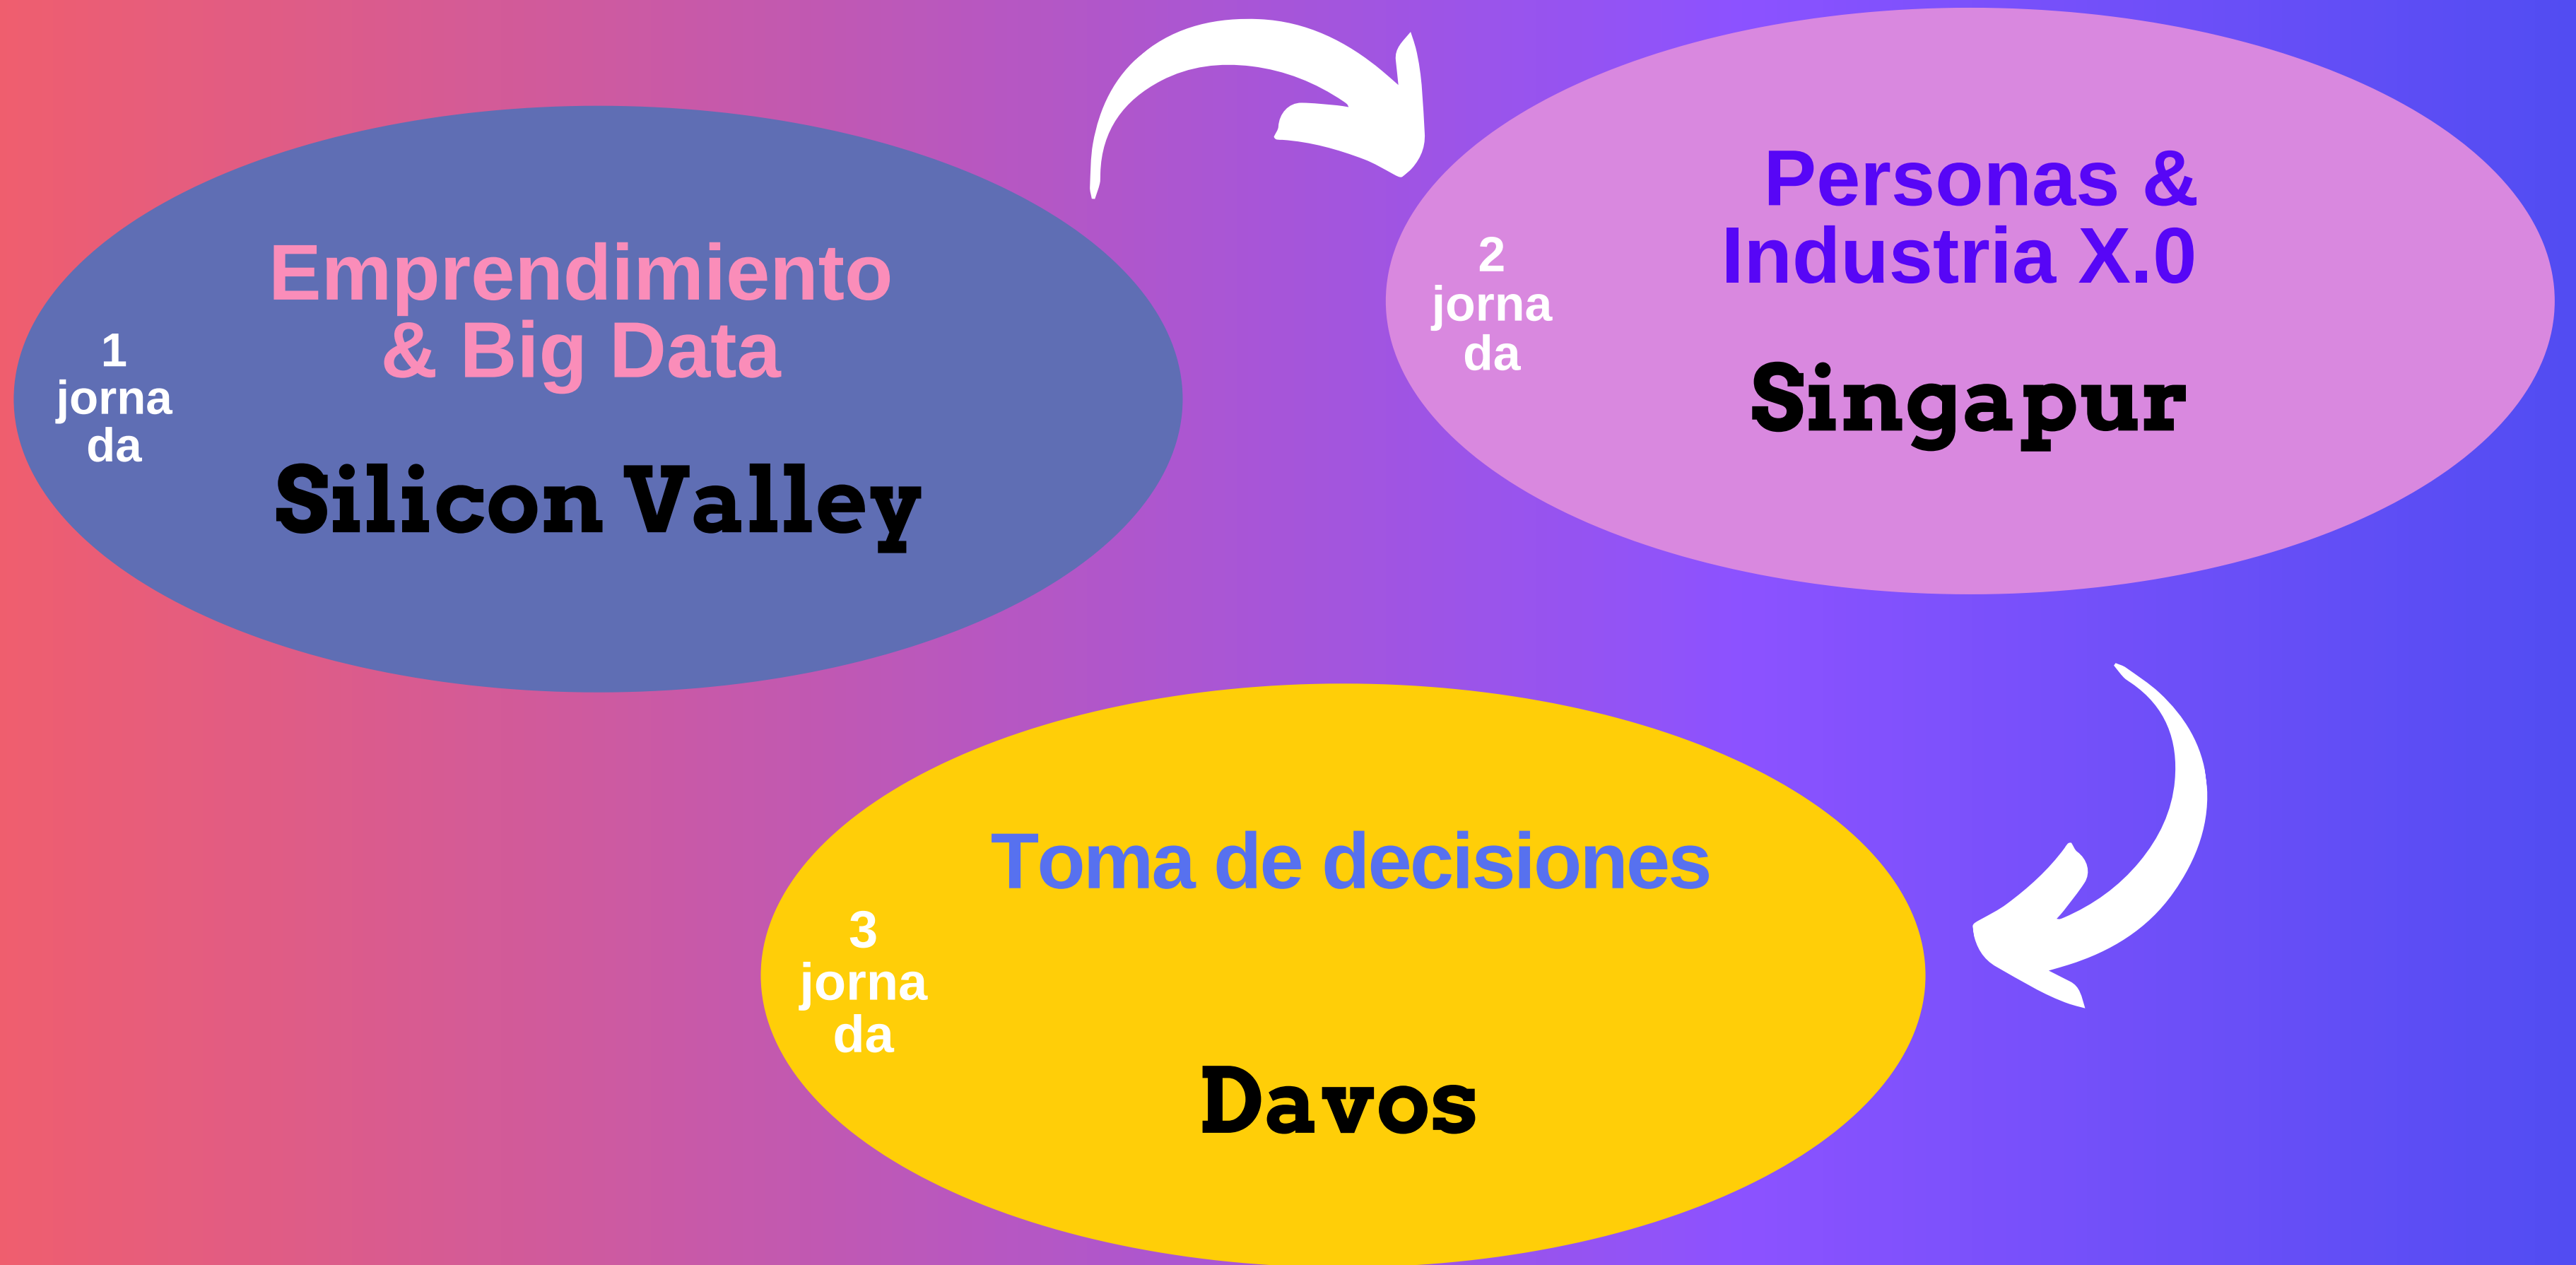 1
jorna
da
Emprendimiento
& Big Data
Silicon Valley
2
jorna
da
Personas &
Industria X.0
Singapur
3
jorna
da
Toma de decisiones
Davos